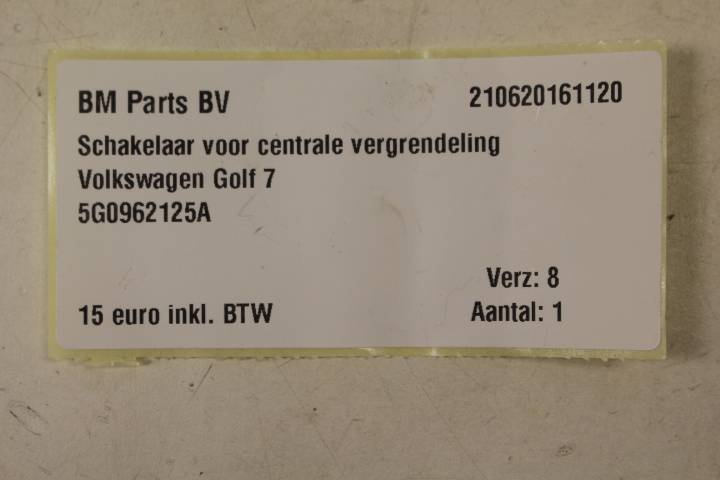 BM Parts BV 210620161120
Schakelaar voor centrale vergrendeling
Volkswagen Golf 7
5G0962125A
Verz: 8
15 euro inkl. BTW Aantal: 1